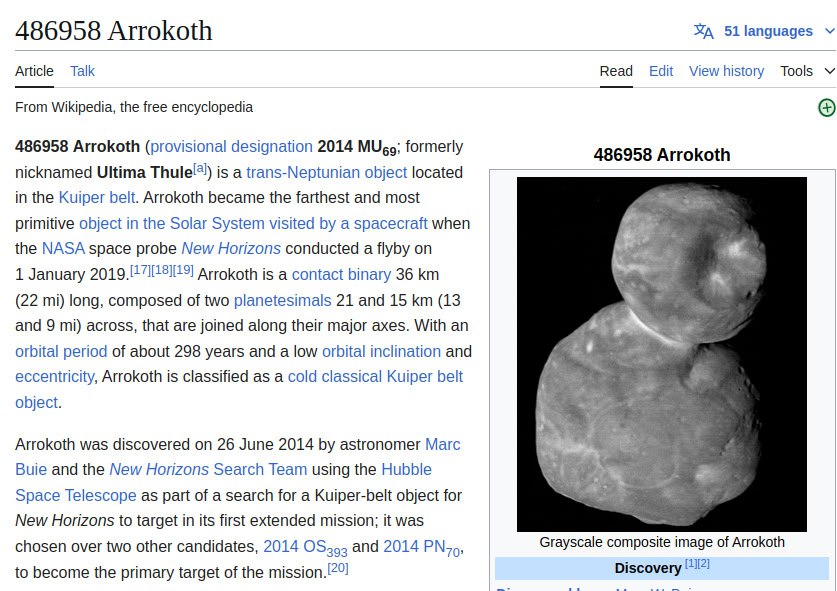 486958 Arrokoth
51 languages
Article Talk Read Edit View history Tools
From Wikipedia, the free encyclopedia
486958 Arrokoth (provisional designation 2014 MU69; formerly
nicknamed Ultima Thule[a]) is a trans-Neptunian object located
in the Kuiper belt. Arrokoth became the farthest and most
primitive object in the Solar System visited by a spacecraft when
the NASA space probe New Horizons conducted a flyby on
1 January 2019.[17][18][19] Arrokoth is a contact binary 36 km
(22 mi) long, composed of two planetesimals 21 and 15 km (13
and 9 mi) across, that are joined along their major axes. With an
orbital period of about 298 years and a low orbital inclination and
eccentricity, Arrokoth is classified as a cold classical Kuiper belt
object.
Arrokoth was discovered on 26 June 2014 by astronomer Marc
Buie and the New Horizons Search Team using the Hubble
Space Telescope as part of a search for a Kuiper-belt object for
New Horizons to target in its first extended mission; it was
chosen over two other candidates, 2014 OS393 and 2014 PN70,
to become the primary target of the mission.[20]
486958 Arrokoth
Grayscale composite image of Arrokoth
Discovery [1][2]